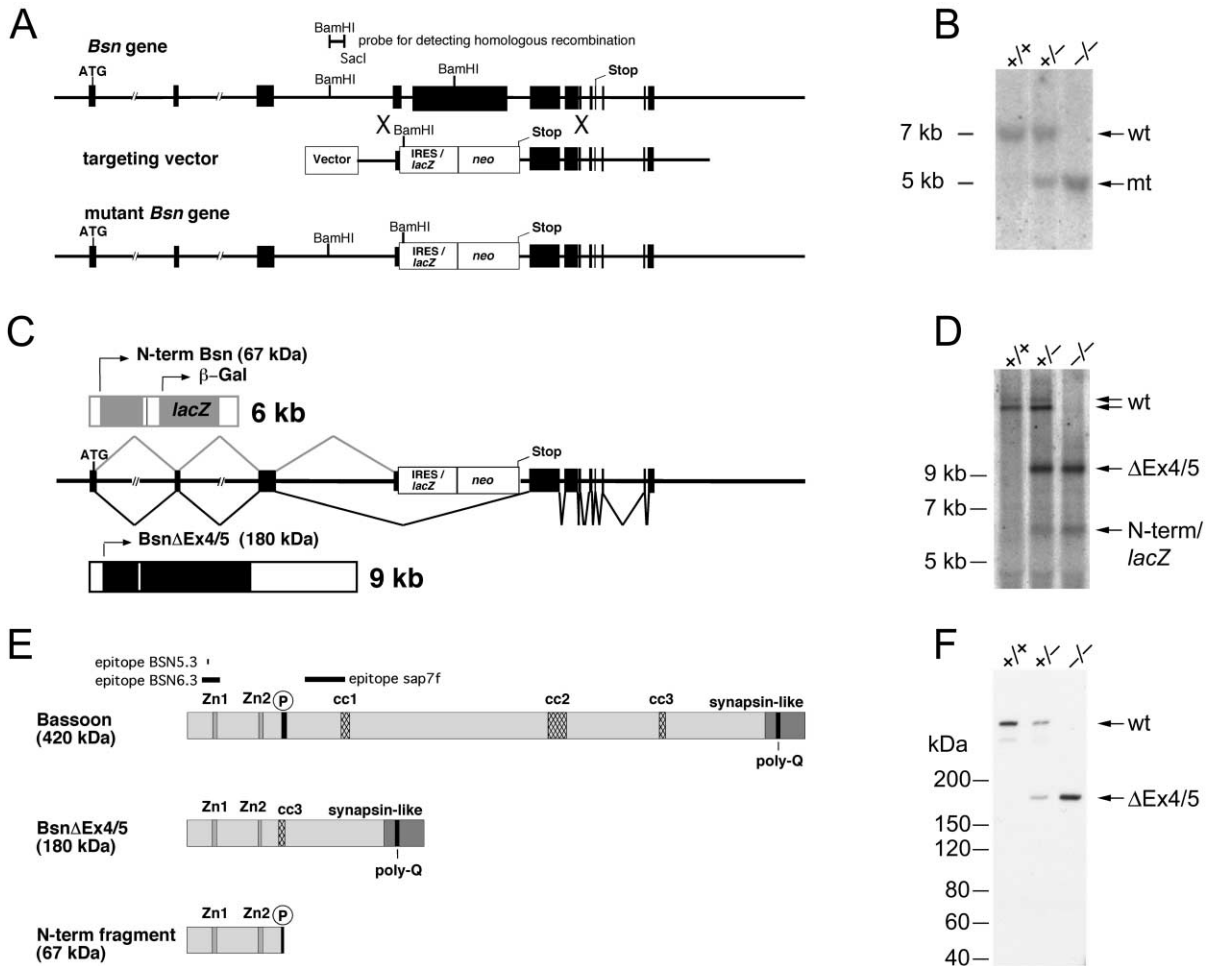 A
BamHI
probe for detecting homologous recombination
SacI
Bsn gene
ATG
BamHI
BamHI
Stop
X
X
BamHI
Stop
targeting vector
Vector
IRES / lacZ
neo
mutant Bsn gene
ATG
BamHI
BamHI
Stop
IRES / lacZ
neo
B
+/+ +/− −/−
7 kb
wt
5 kb
mt
C
N-term Bsn (67 kDa)
β-Gal
lacZ
6 kb
ATG
Stop
IRES / lacZ
neo
BsnΔEx4/5 (180 kDa)
9 kb
D
+/+ +/− −/−
wt
9 kb
ΔEx4/5
7 kb
N-term/
lacZ
5 kb
E
epitope BSN5.3
epitope BSN6.3
epitope sap7f
Zn1 Zn2 P cc1 cc2 cc3 synapsin-like
Bassoon
(420 kDa)
poly-Q
Zn1 Zn2 cc3 synapsin-like
BsnΔEx4/5
(180 kDa)
poly-Q
Zn1 Zn2 P
N-term fragment
(67 kDa)
F
+/+ +/− −/−
wt
kDa
200
ΔEx4/5
150
120
80
60
40